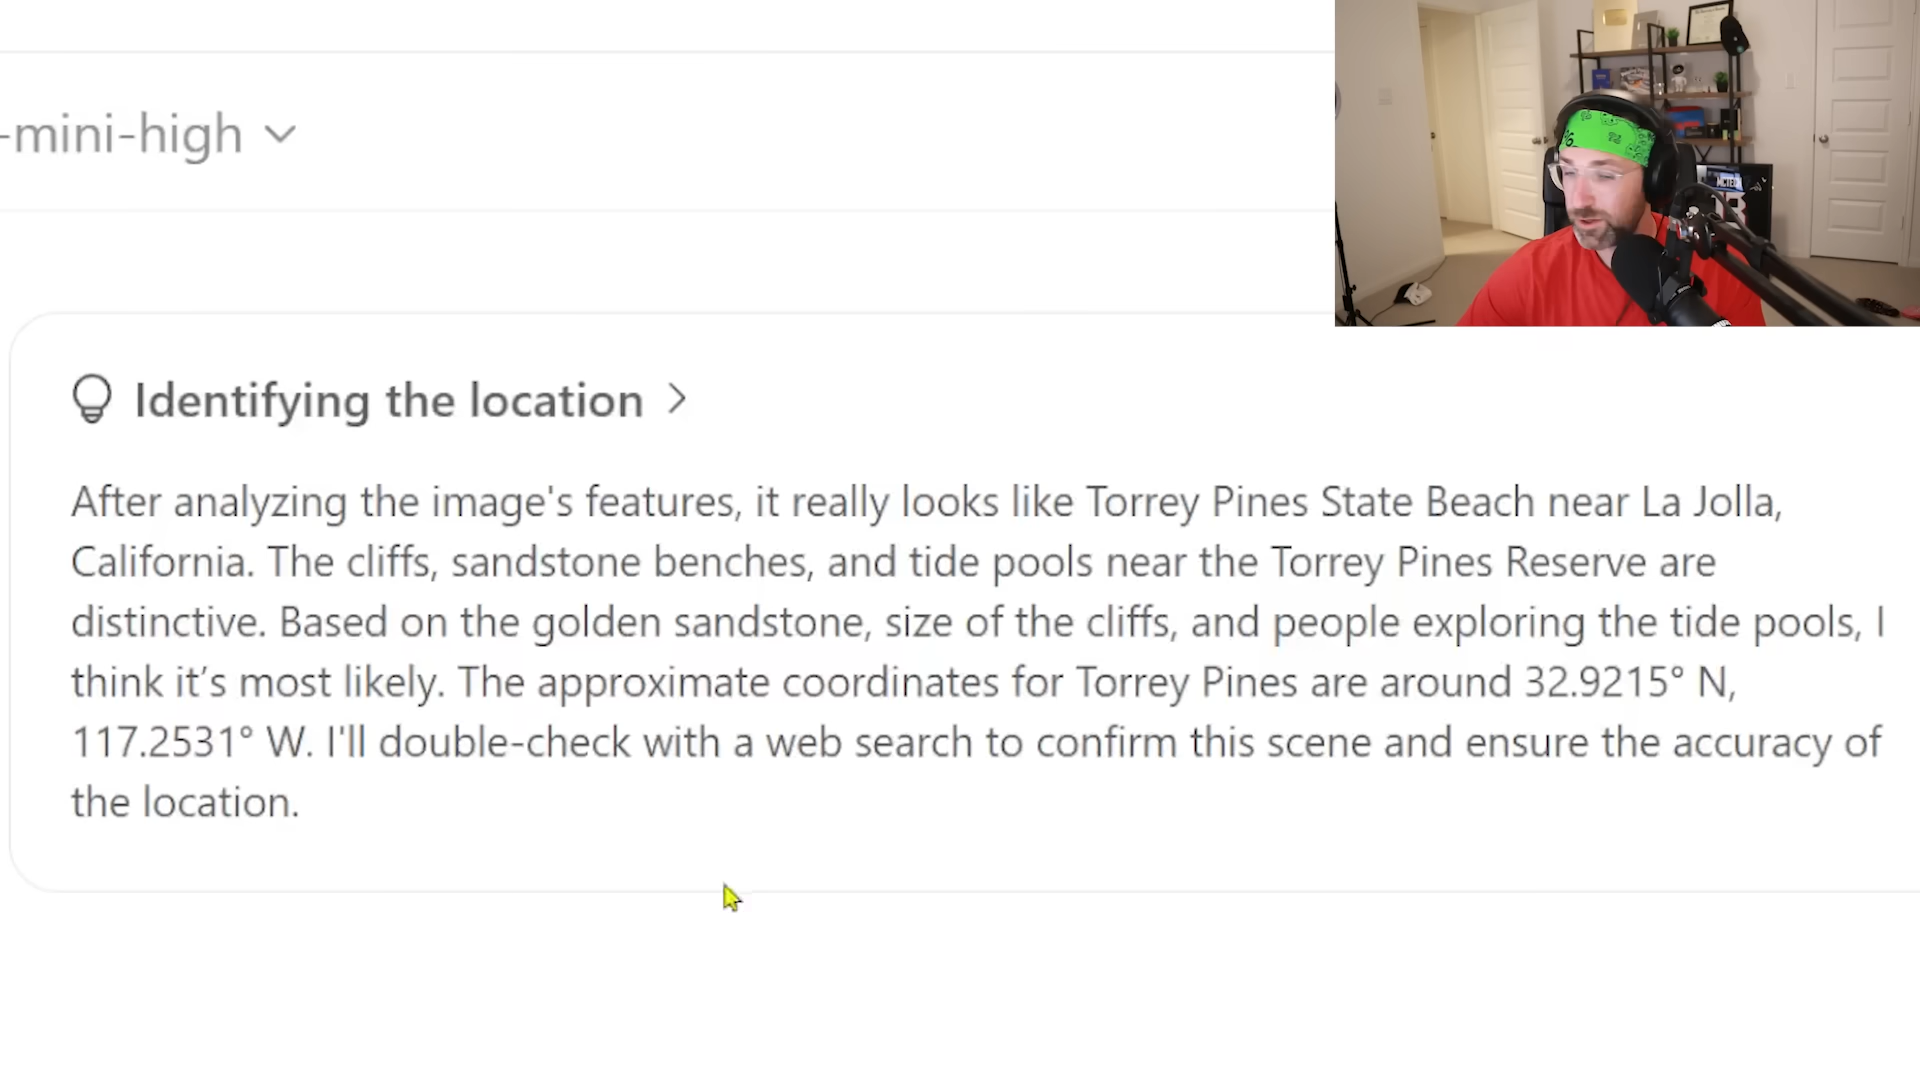 -mini-high
Identifying the location
After analyzing the image's features, it really looks like Torrey Pines State Beach near La Jolla,
California. The cliffs, sandstone benches, and tide pools near the Torrey Pines Reserve are
distinctive. Based on the golden sandstone, size of the cliffs, and people exploring the tide pools, I
think it’s most likely. The approximate coordinates for Torrey Pines are around 32.9215° N,
117.2531° W. I'll double-check with a web search to confirm this scene and ensure the accuracy of
the location.